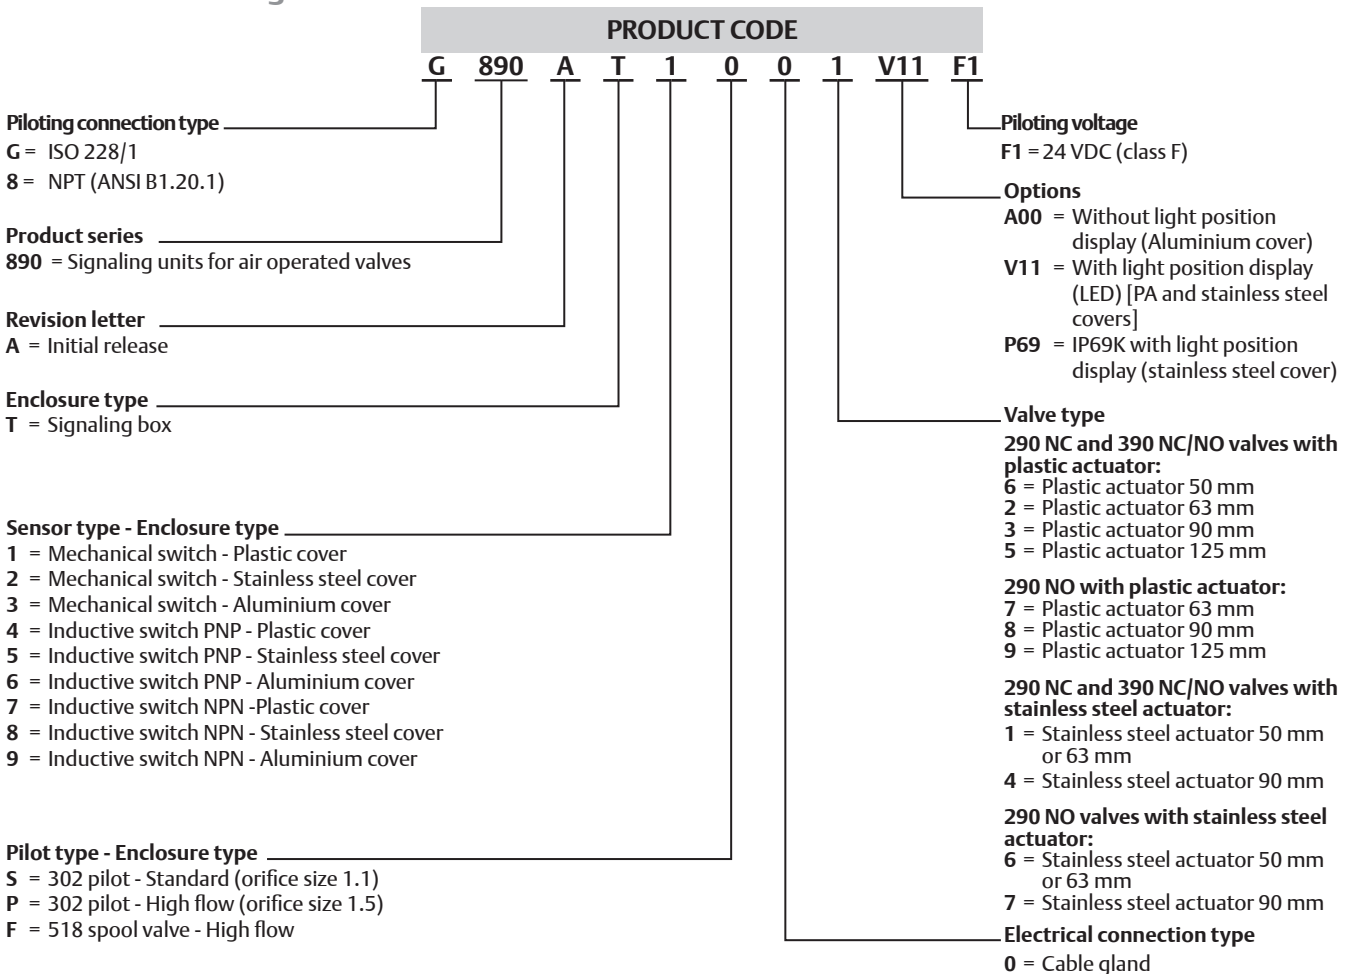 PRODUCT CODE
G 890 A T 1 0 0 1 V11 F1
Piloting connection type
G = ISO 228/1
8 = NPT (ANSI B1.20.1)
Product series
890 = Signaling units for air operated valves
Revision letter
A = Initial release
Enclosure type
T = Signaling box
Sensor type - Enclosure type
1 = Mechanical switch - Plastic cover
2 = Mechanical switch - Stainless steel cover
3 = Mechanical switch - Aluminium cover
4 = Inductive switch PNP - Plastic cover
5 = Inductive switch PNP - Stainless steel cover
6 = Inductive switch PNP - Aluminium cover
7 = Inductive switch NPN -Plastic cover
8 = Inductive switch NPN - Stainless steel cover
9 = Inductive switch NPN - Aluminium cover
Pilot type - Enclosure type
S = 302 pilot - Standard (orifice size 1.1)
P = 302 pilot - High flow (orifice size 1.5)
F = 518 spool valve - High flow
Piloting voltage
F1 = 24 VDC (class F)
Options
A00 = Without light position
display (Aluminium cover)
V11 = With light position display
(LED) [PA and stainless steel
covers]
P69 = IP69K with light position
display (stainless steel cover)
Valve type
290 NC and 390 NC/NO valves with
plastic actuator:
6 = Plastic actuator 50 mm
2 = Plastic actuator 63 mm
3 = Plastic actuator 90 mm
5 = Plastic actuator 125 mm
290 NO with plastic actuator:
7 = Plastic actuator 63 mm
8 = Plastic actuator 90 mm
9 = Plastic actuator 125 mm
290 NC and 390 NC/NO valves with
stainless steel actuator:
1 = Stainless steel actuator 50 mm
or 63 mm
4 = Stainless steel actuator 90 mm
290 NO valves with stainless steel
actuator:
6 = Stainless steel actuator 50 mm
or 63 mm
7 = Stainless steel actuator 90 mm
Electrical connection type
0 = Cable gland